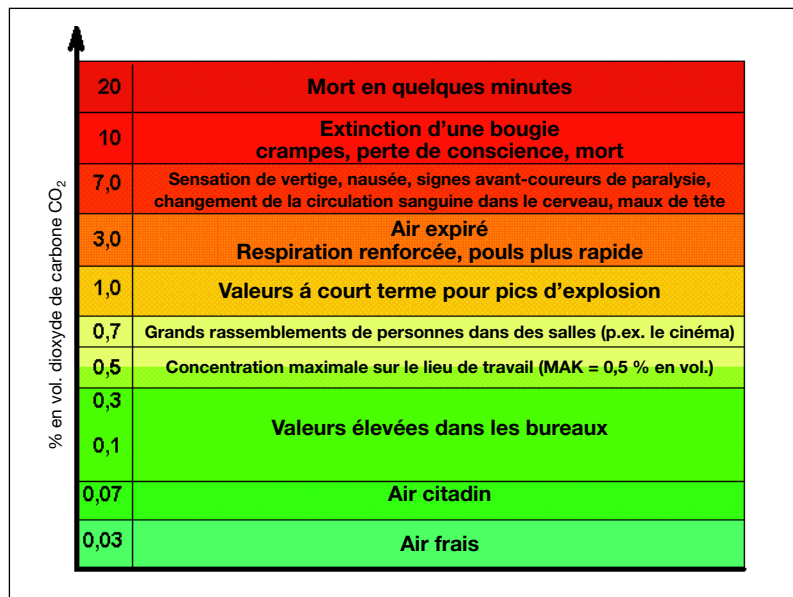 % en vol. dioxyde de carbone CO₂
20 Mort en quelques minutes
10 Extinction d’une bougie
crampes, perte de conscience, mort
7,0 Sensation de vertige, nausée, signes avant-coureurs de paralysie,
changement de la circulation sanguine dans le cerveau, maux de tête
3,0 Air expiré
Respiration renforcée, pouls plus rapide
1,0 Valeurs á court terme pour pics d’explosion
0,7 Grands rassemblements de personnes dans des salles (p.ex. le cinéma)
0,5 Concentration maximale sur le lieu de travail (MAK = 0,5 % en vol.)
0,3
Valeurs élevées dans les bureaux
0,1
0,07 Air citadin
0,03 Air frais